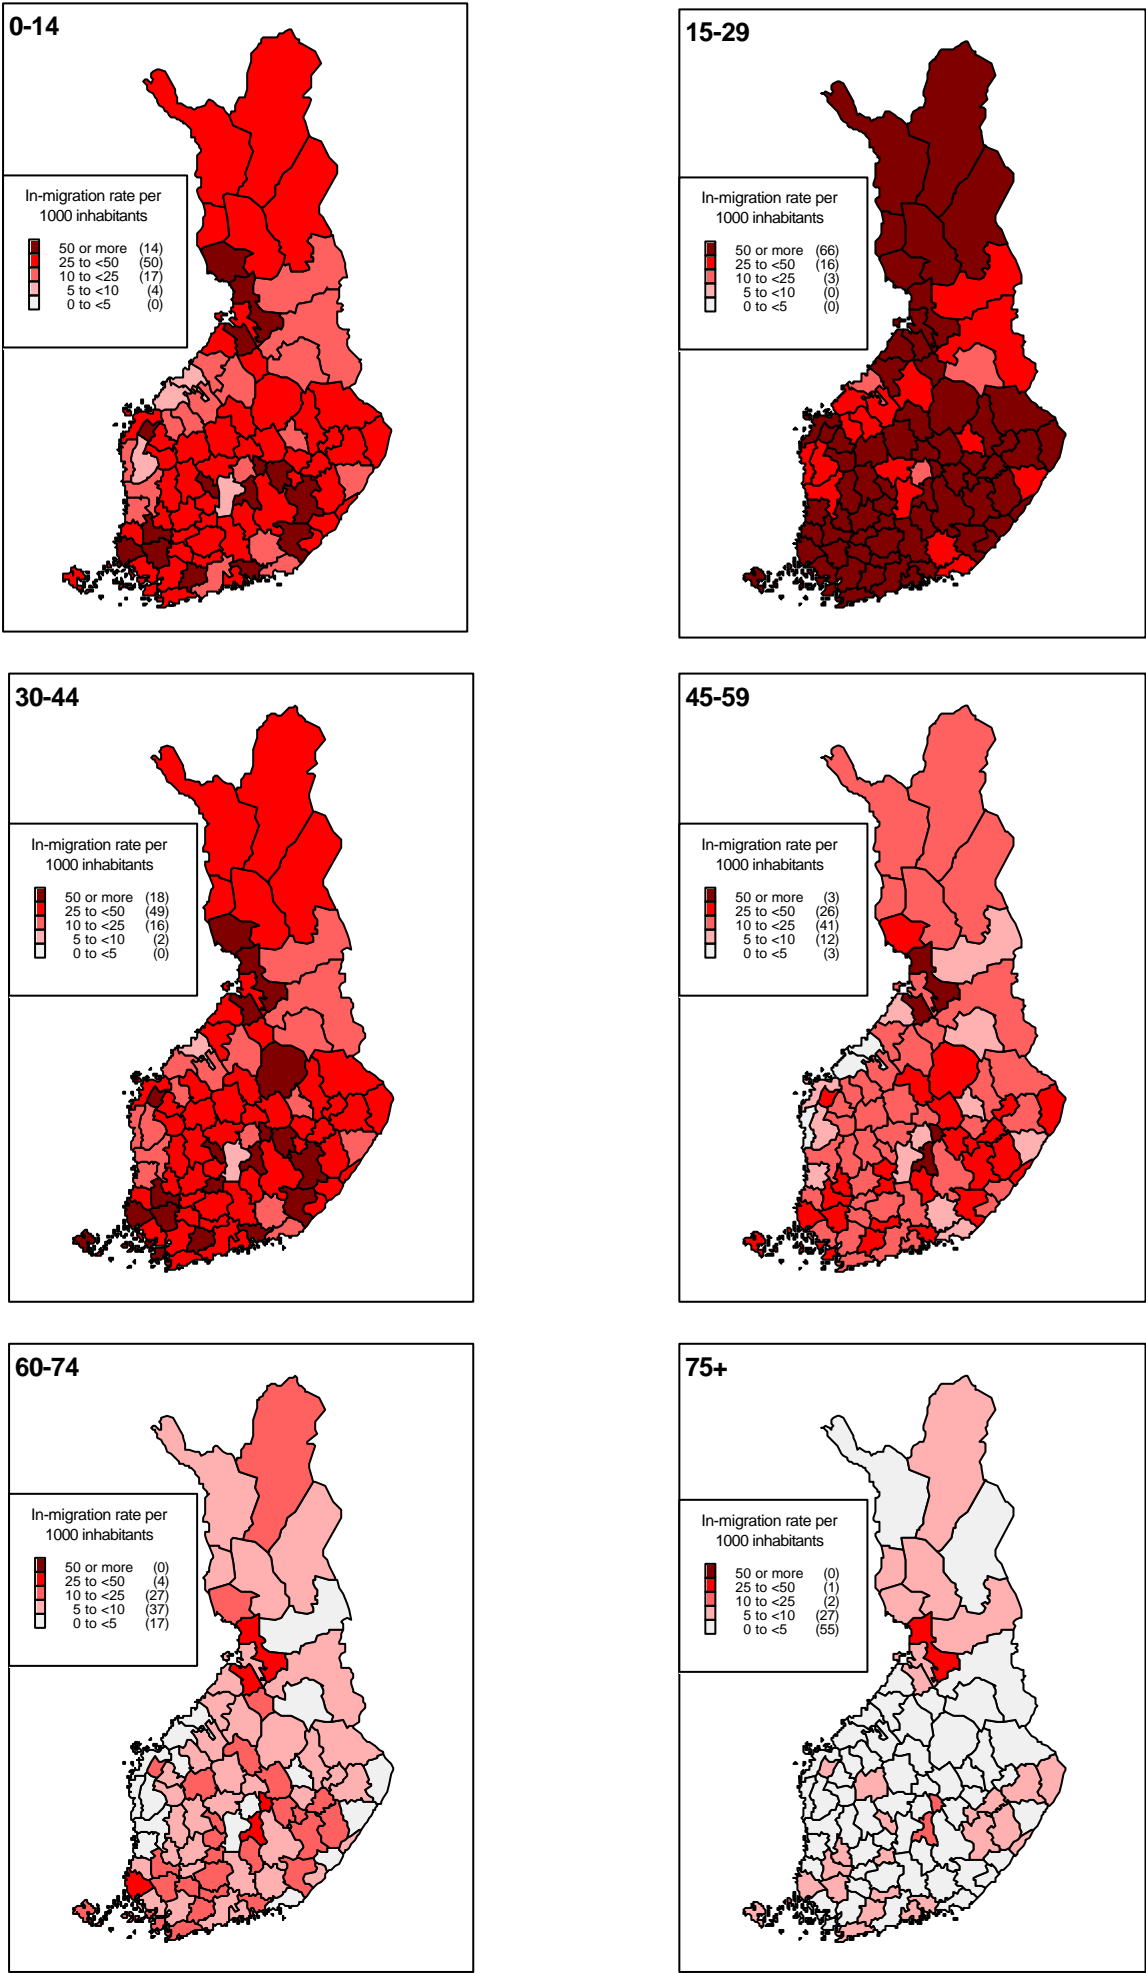 0-14
In-migration rate per
1000 inhabitants
50 or more (14)
25 to <50 (50)
10 to <25 (17)
5 to <10 (4)
0 to <5 (0)
15-29
In-migration rate per
1000 inhabitants
50 or more (66)
25 to <50 (16)
10 to <25 (3)
5 to <10 (0)
0 to <5 (0)
30-44
In-migration rate per
1000 inhabitants
50 or more (18)
25 to <50 (49)
10 to <25 (16)
5 to <10 (2)
0 to <5 (0)
45-59
In-migration rate per
1000 inhabitants
50 or more (3)
25 to <50 (26)
10 to <25 (41)
5 to <10 (12)
0 to <5 (3)
60-74
In-migration rate per
1000 inhabitants
50 or more (0)
25 to <50 (4)
10 to <25 (27)
5 to <10 (37)
0 to <5 (17)
75+
In-migration rate per
1000 inhabitants
50 or more (0)
25 to <50 (1)
10 to <25 (2)
5 to <10 (27)
0 to <5 (55)